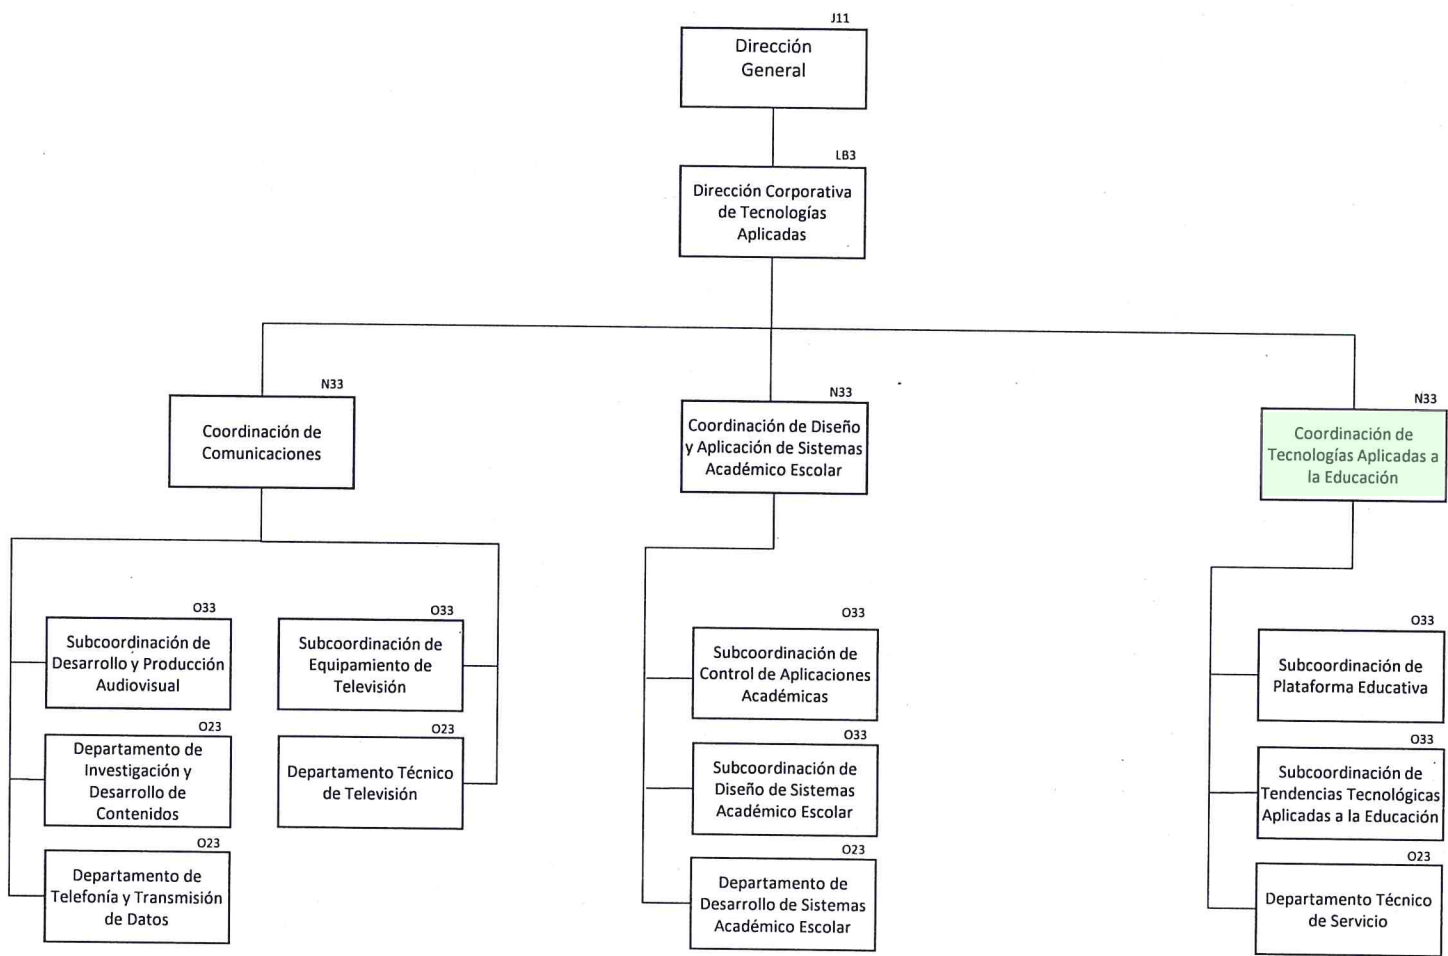 J11
Dirección
General
LB3
Dirección Corporativa
de Tecnologías
Aplicadas
N33
Coordinación de
Comunicaciones
N33
Coordinación de Diseño
y Aplicación de Sistemas
Académico Escolar
N33
Coordinación de
Tecnologías Aplicadas a
la Educación
O33
Subcoordinación de
Desarrollo y Producción
Audiovisual
O23
Departamento de
Investigación y
Desarrollo de
Contenidos
O23
Departamento de
Telefonía y Transmisión
de Datos
O33
Subcoordinación de
Equipamiento de
Televisión
O23
Departamento Técnico
de Televisión
O33
Subcoordinación de
Control de Aplicaciones
Académicas
O33
Subcoordinación de
Diseño de Sistemas
Académico Escolar
O23
Departamento de
Desarrollo de Sistemas
Académico Escolar
O33
Subcoordinación de
Plataforma Educativa
O33
Subcoordinación de
Tendencias Tecnológicas
Aplicadas a la Educación
O23
Departamento Técnico
de Servicio